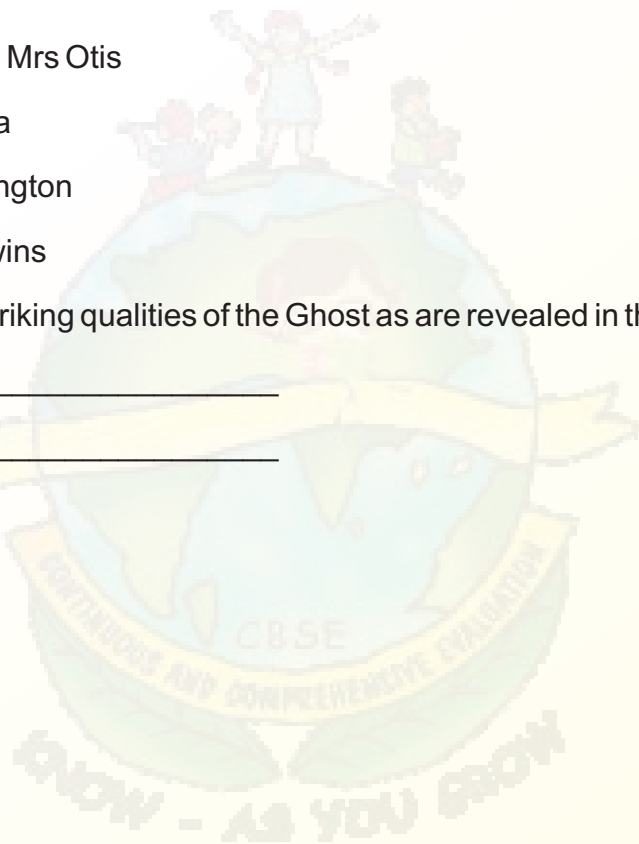 Mrs Otis
a
ngton
vins
riking qualities of the Ghost as are revealed in th
CBSE
CONTINUOUS AND COMPREHENSIVE EVALUATION
KNOW - AS YOU GROW